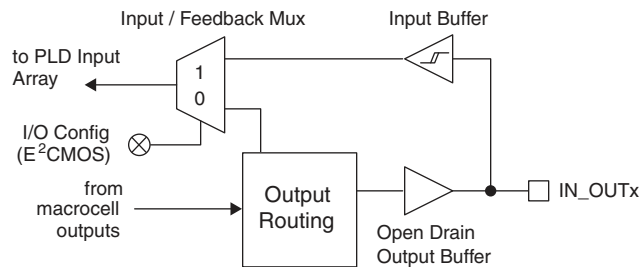 Input / Feedback Mux
Input Buffer
to PLD Input
Array
1
0
I/O Config
(E²CMOS)
from
macrocell
outputs
Output
Routing
IN_OUTx
Open Drain
Output Buffer